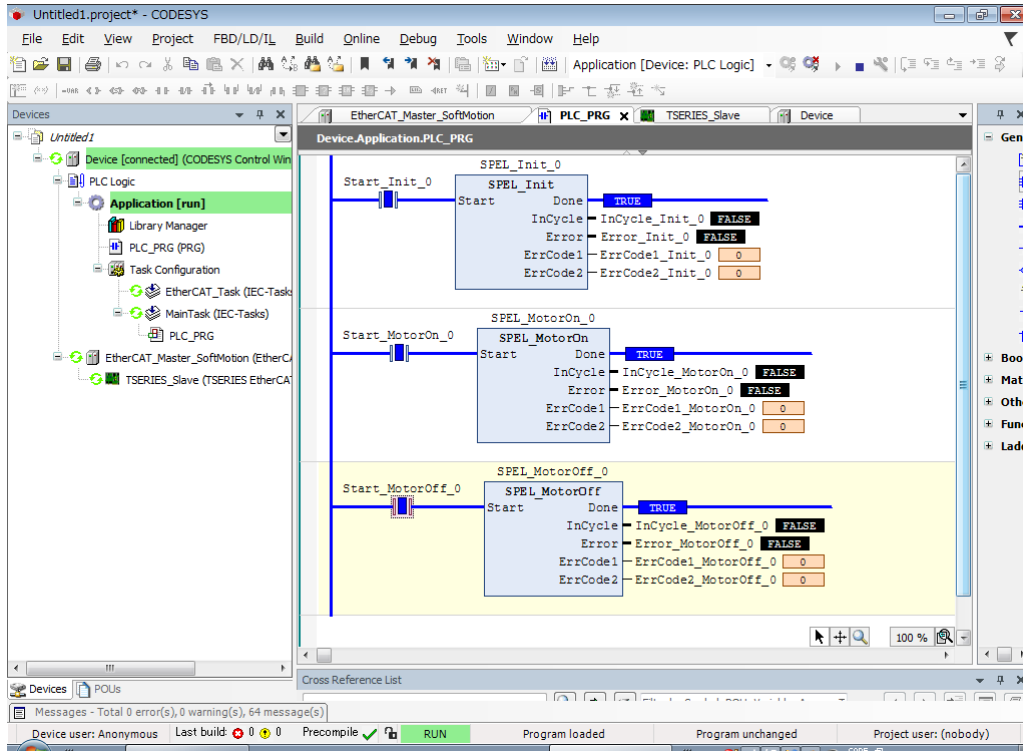 Untitled1.project* - CODESYS
File Edit View Project FBD/LD/IL Build Online Debug Tools Window Help
Application [Device: PLC Logic]
Devices
EtherCAT_Master_SoftMotion PLC_PRG TSERIES_Slave Device
Untitled1
Device.Application.PLC_PRG
Device [connected] (CODESYS Control Win
PLC Logic
Application [run]
Library Manager
PLC_PRG (PRG)
Task Configuration
EtherCAT_Task (IEC-Task
MainTask (IEC-Tasks)
PLC_PRG
EtherCAT_Master_SoftMotion (EtherCA
TSERIES_Slave (TSERIES EtherCAT
SPEL_Init_0
Start_Init_0 SPEL_Init
Start Done TRUE
InCycle InCycle_Init_0 FALSE
Error Error_Init_0 FALSE
ErrCode1 ErrCode1_Init_0 0
ErrCode2 ErrCode2_Init_0 0
SPEL_MotorOn_0
Start_MotorOn_0 SPEL_MotorOn
Start Done TRUE
InCycle InCycle_MotorOn_0 FALSE
Error Error_MotorOn_0 FALSE
ErrCode1 ErrCode1_MotorOn_0 0
ErrCode2 ErrCode2_MotorOn_0 0
SPEL_MotorOff_0
Start_MotorOff_0 SPEL_MotorOff
Start Done TRUE
InCycle InCycle_MotorOff_0 FALSE
Error Error_MotorOff_0 FALSE
ErrCode1 ErrCode1_MotorOff_0 0
ErrCode2 ErrCode2_MotorOff_0 0
100 %
Gen
Boo
Mat
Oth
Fun
Lad
Devices POUs
Cross Reference List
Messages - Total 0 error(s), 0 warning(s), 64 message(s)
Device user: Anonymous Last build: 0 0 Precompile RUN Program loaded Program unchanged Project user: (nobody)